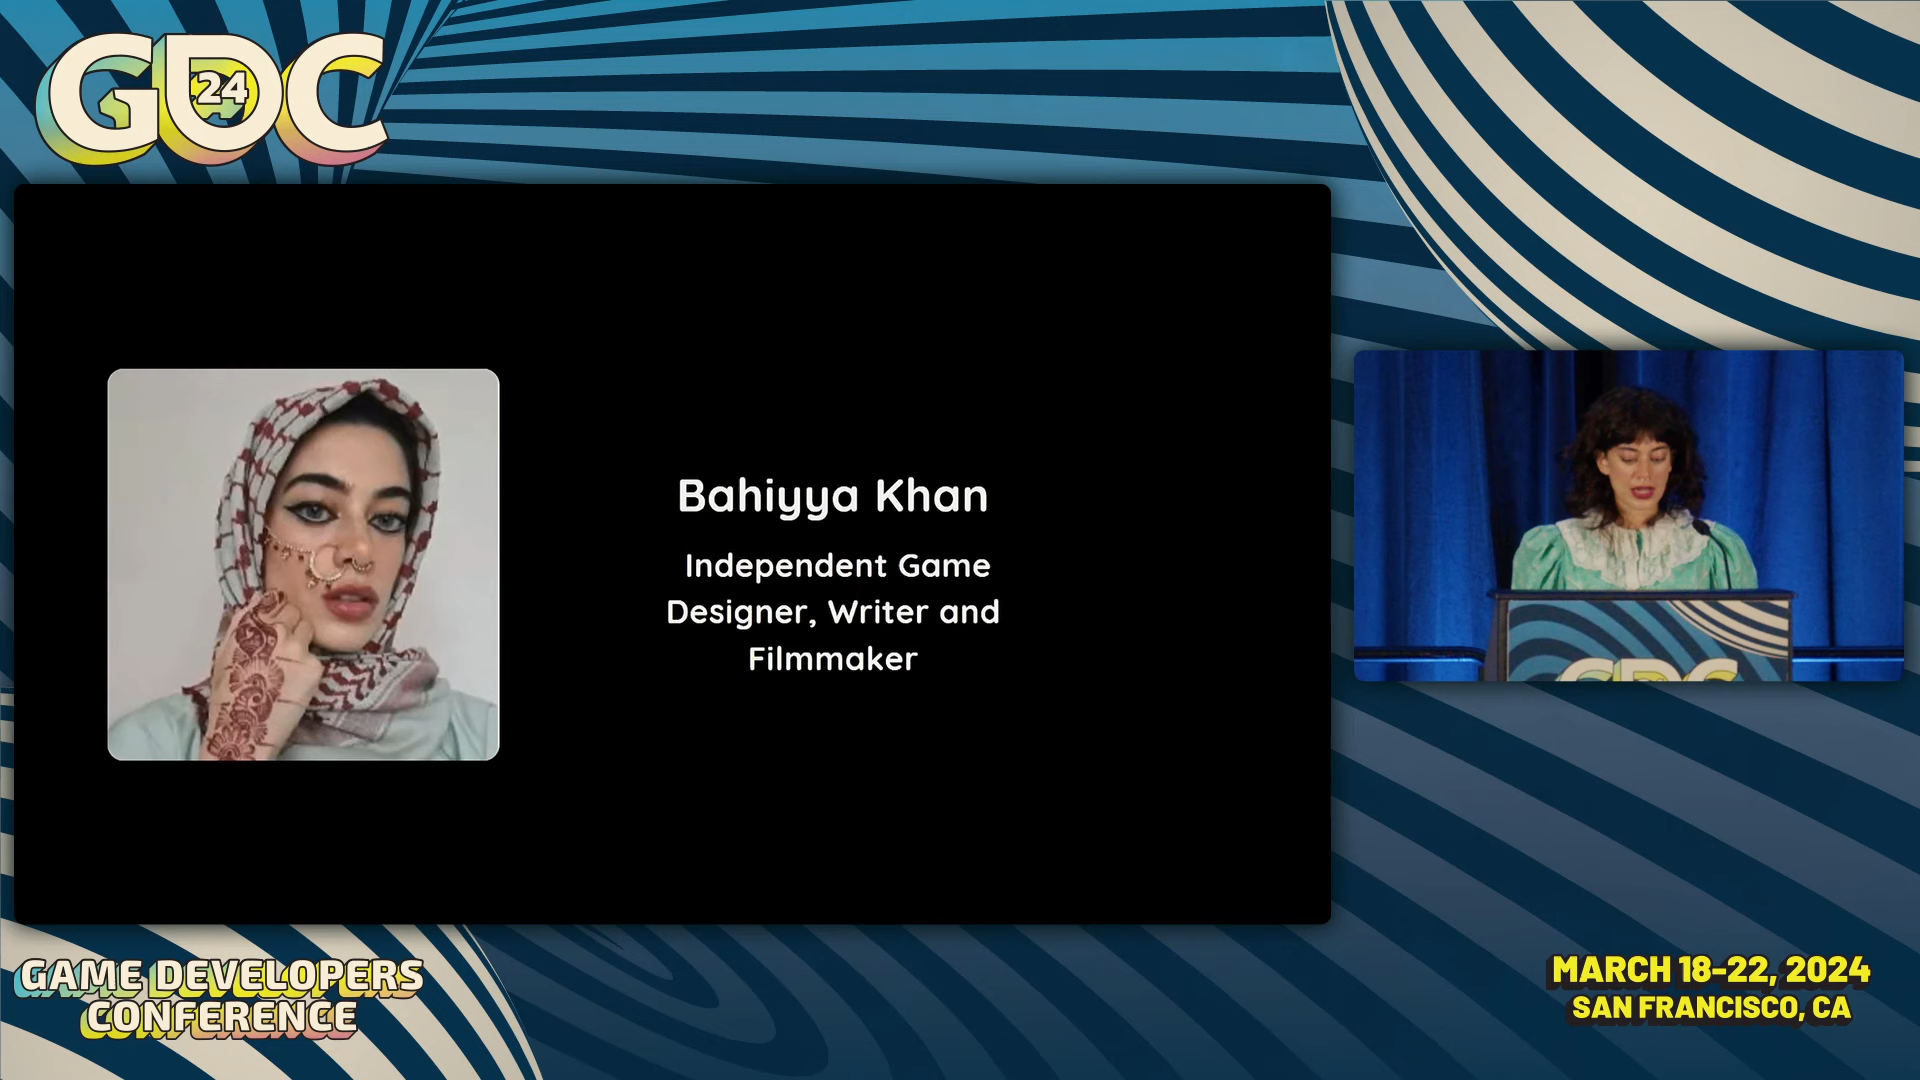 GDC
24
Bahiyya Khan
Independent Game
Designer, Writer and
Filmmaker
GDC
GAME DEVELOPERS
CONFERENCE
MARCH 18-22, 2024
SAN FRANCISCO, CA